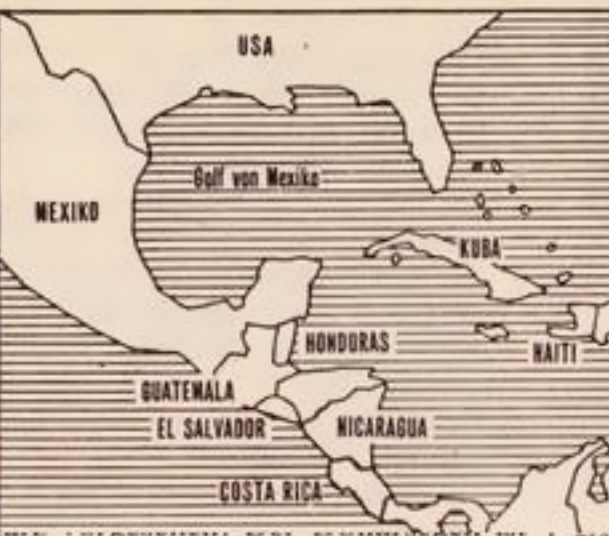 USA
Golf von Mexiko
MEXIKO
KUBA
HONDURAS
HAITI
GUATEMALA
EL SALVADOR
NICARAGUA
COSTA RICA